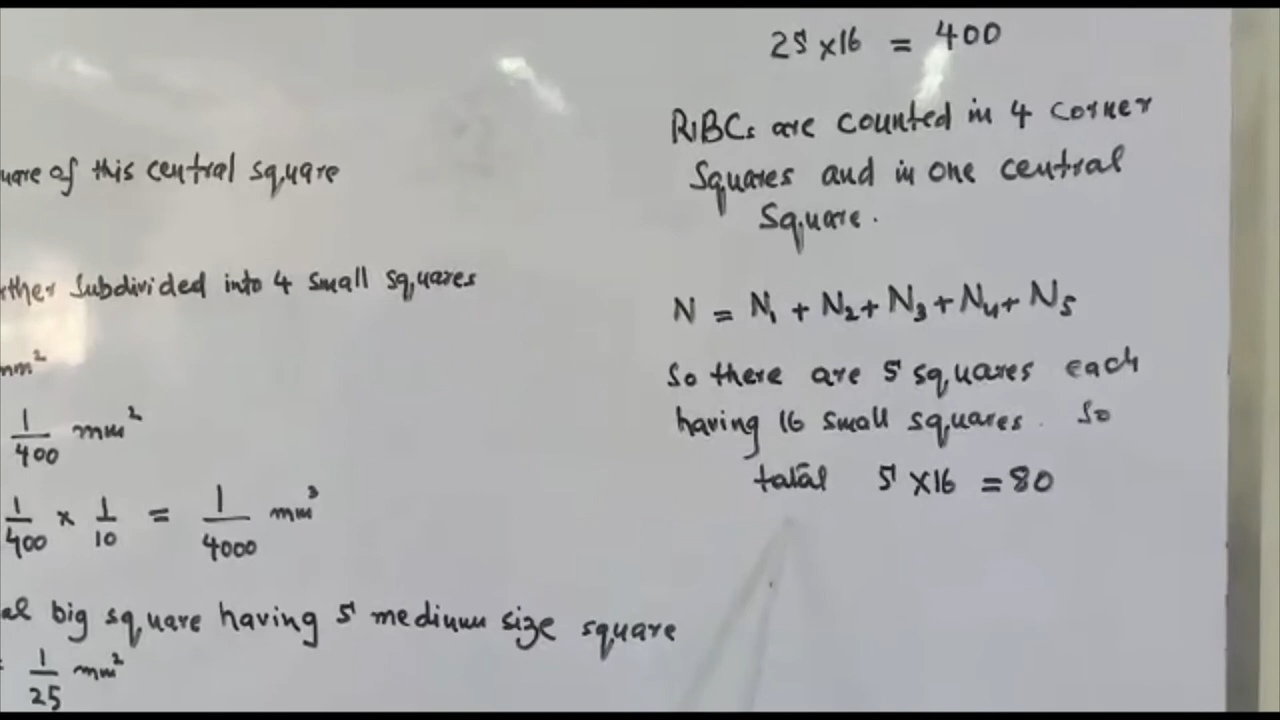 25 × 16 = 400
RBCs are counted in 4 corner
Squares and in one central
Square.
N = N₁ + N₂ + N₃ + N₄ + N₅
So there are 5 squares each
having 16 small squares. So
total 5 × 16 = 80
of this central square
Subdivided into 4 small squares
mm²
1/400 mm²
1/400 × 1/10 = 1/4000 mm³
big square having 5 medium size square
1/25 mm²